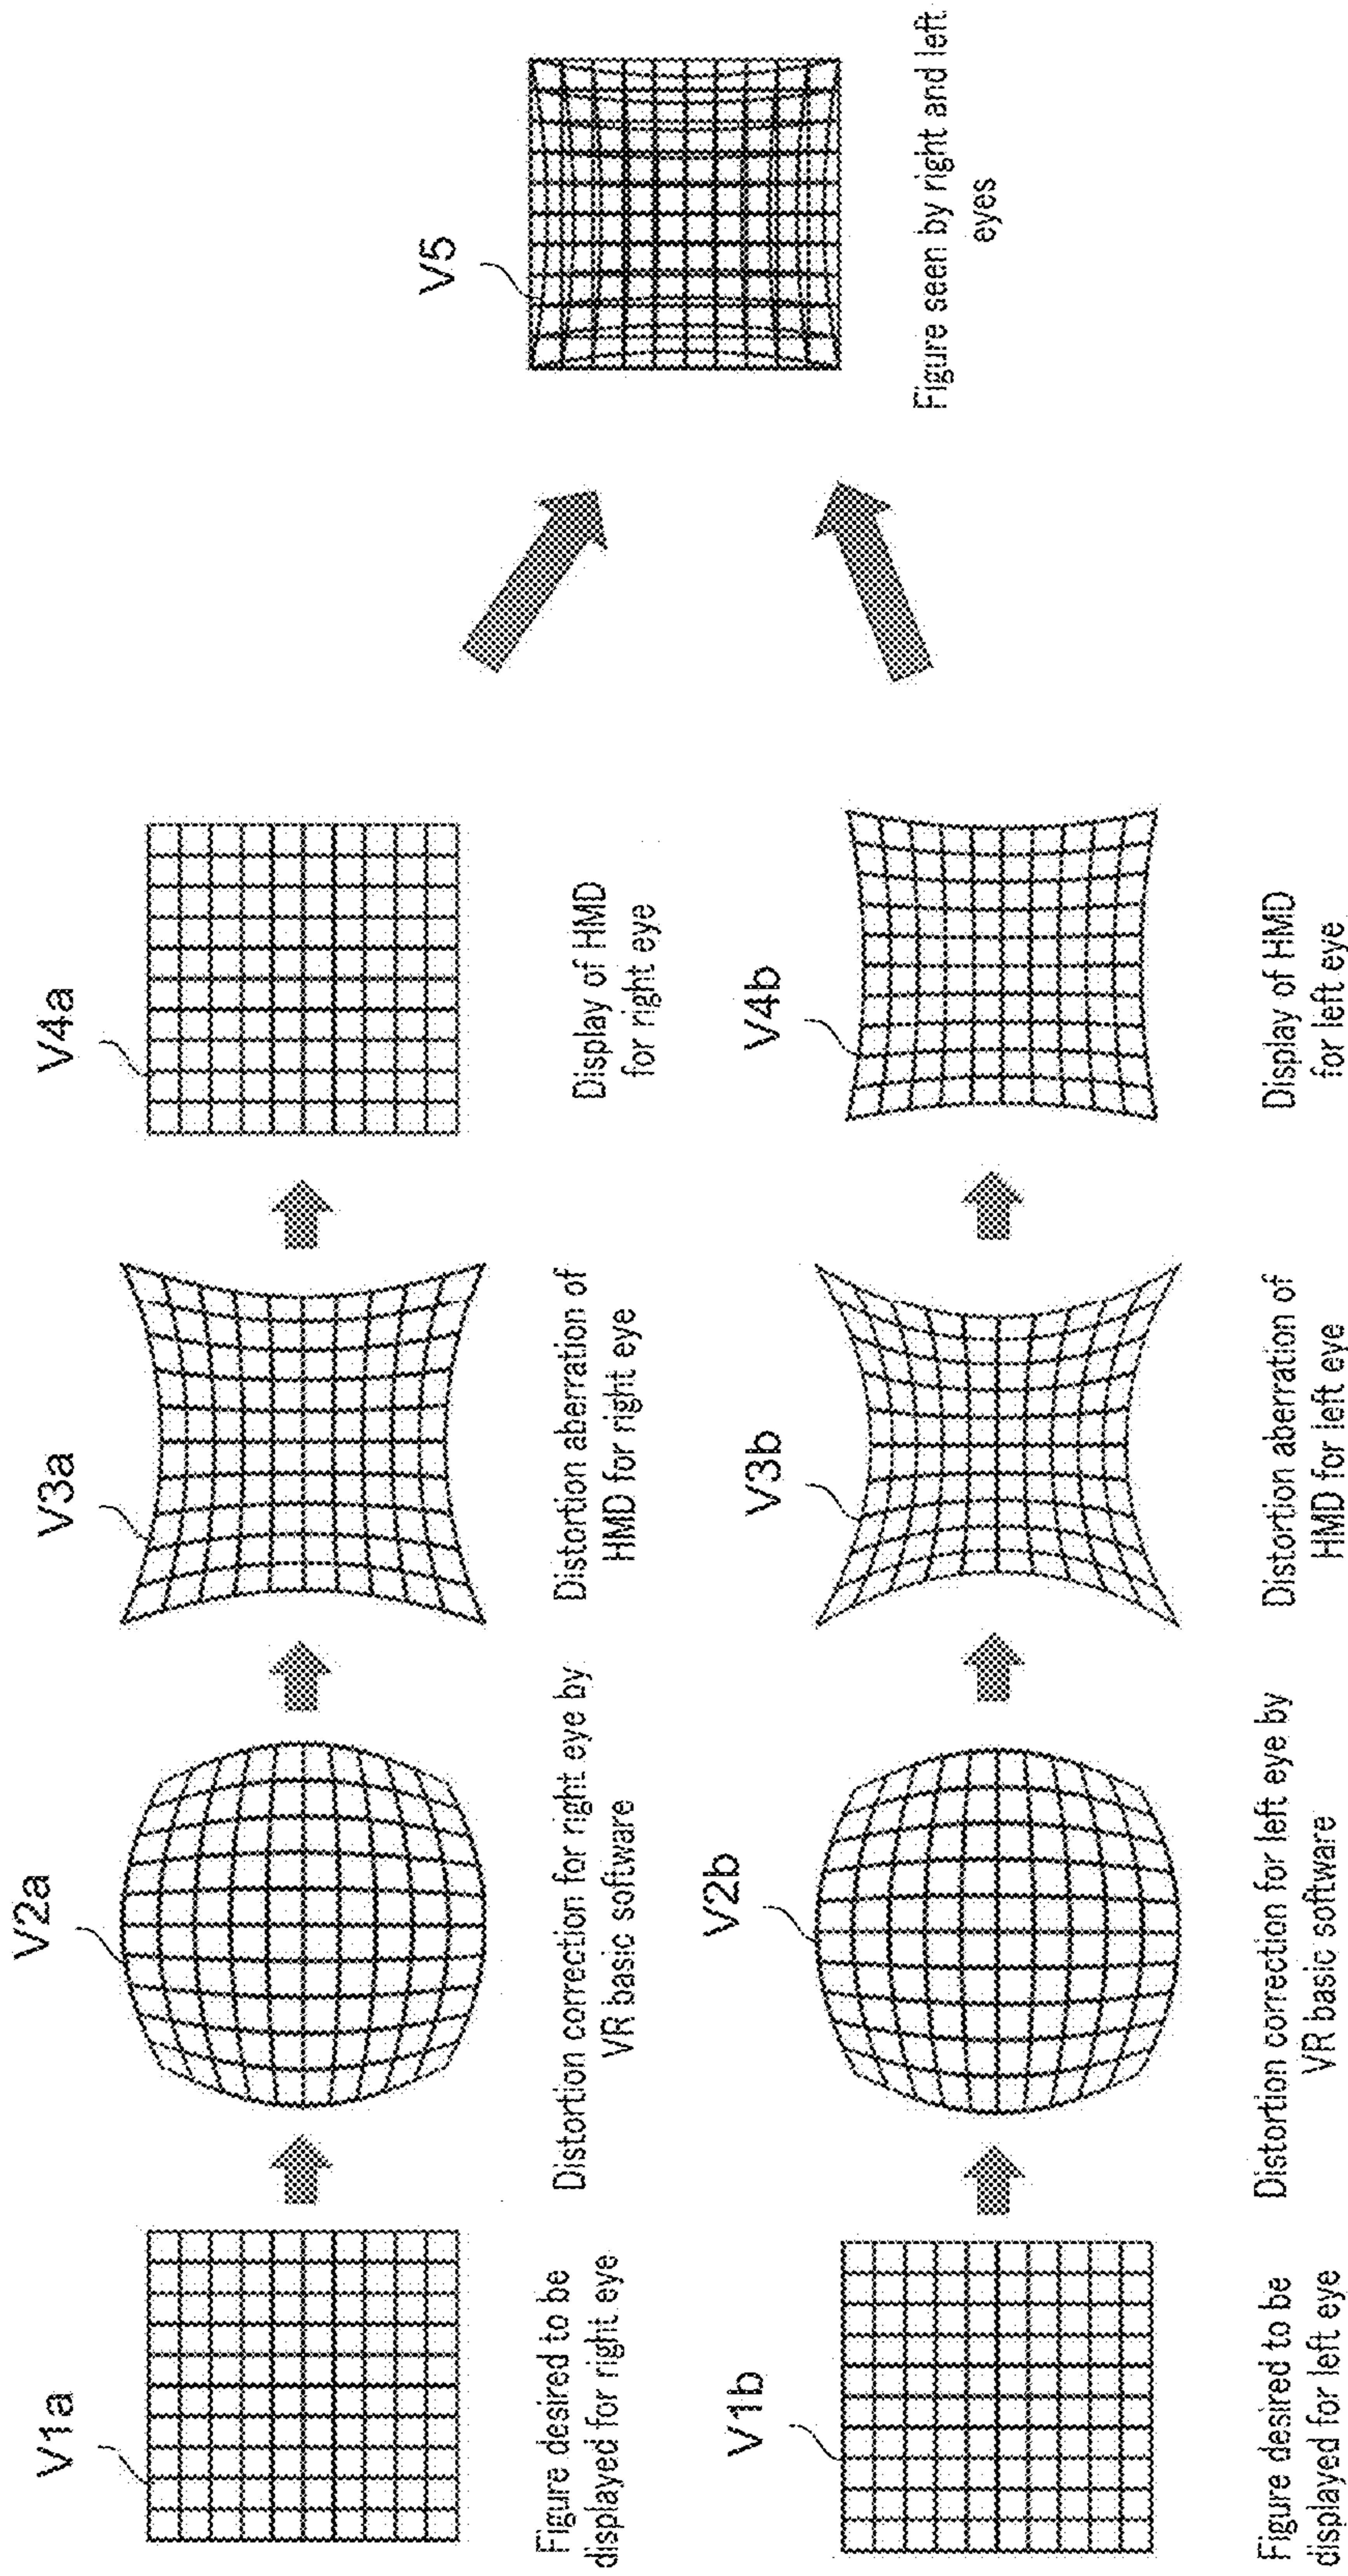 V1a
V2a
V3a
V4a
Figure desired to be
displayed for right eye
Distortion correction for right eye by
VR basic software
Distortion aberration of
HMD for right eye
Display of HMD
for right eye
V5
Figure seen by right and left
eyes
V1b
V2b
V3b
V4b
Figure desired to be
displayed for left eye
Distortion correction for left eye by
VR basic software
Distortion aberration of
HMD for left eye
Display of HMD
for left eye